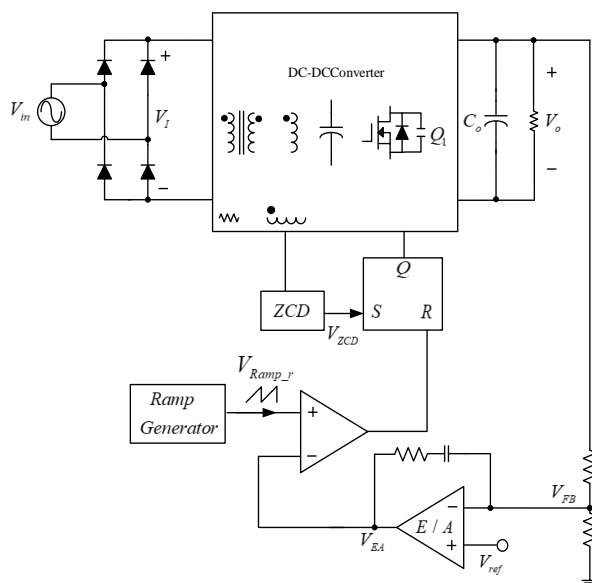 DC-DCConverter
V_in
V_I
+
−
Q_1
C_o
V_o
+
−
Q
S
R
ZCD
V_ZCD
V_Ramp_r
Ramp
Generator
+
−
V_FB
−
E / A
+
V_EA
V_ref